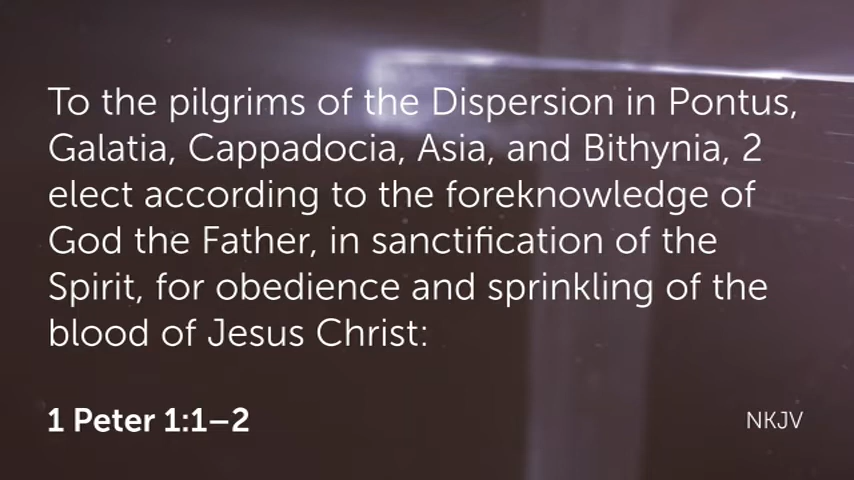 To the pilgrims of the Dispersion in Pontus,
Galatia, Cappadocia, Asia, and Bithynia, 2
elect according to the foreknowledge of
God the Father, in sanctification of the
Spirit, for obedience and sprinkling of the
blood of Jesus Christ:
1 Peter 1:1–2
NKJV